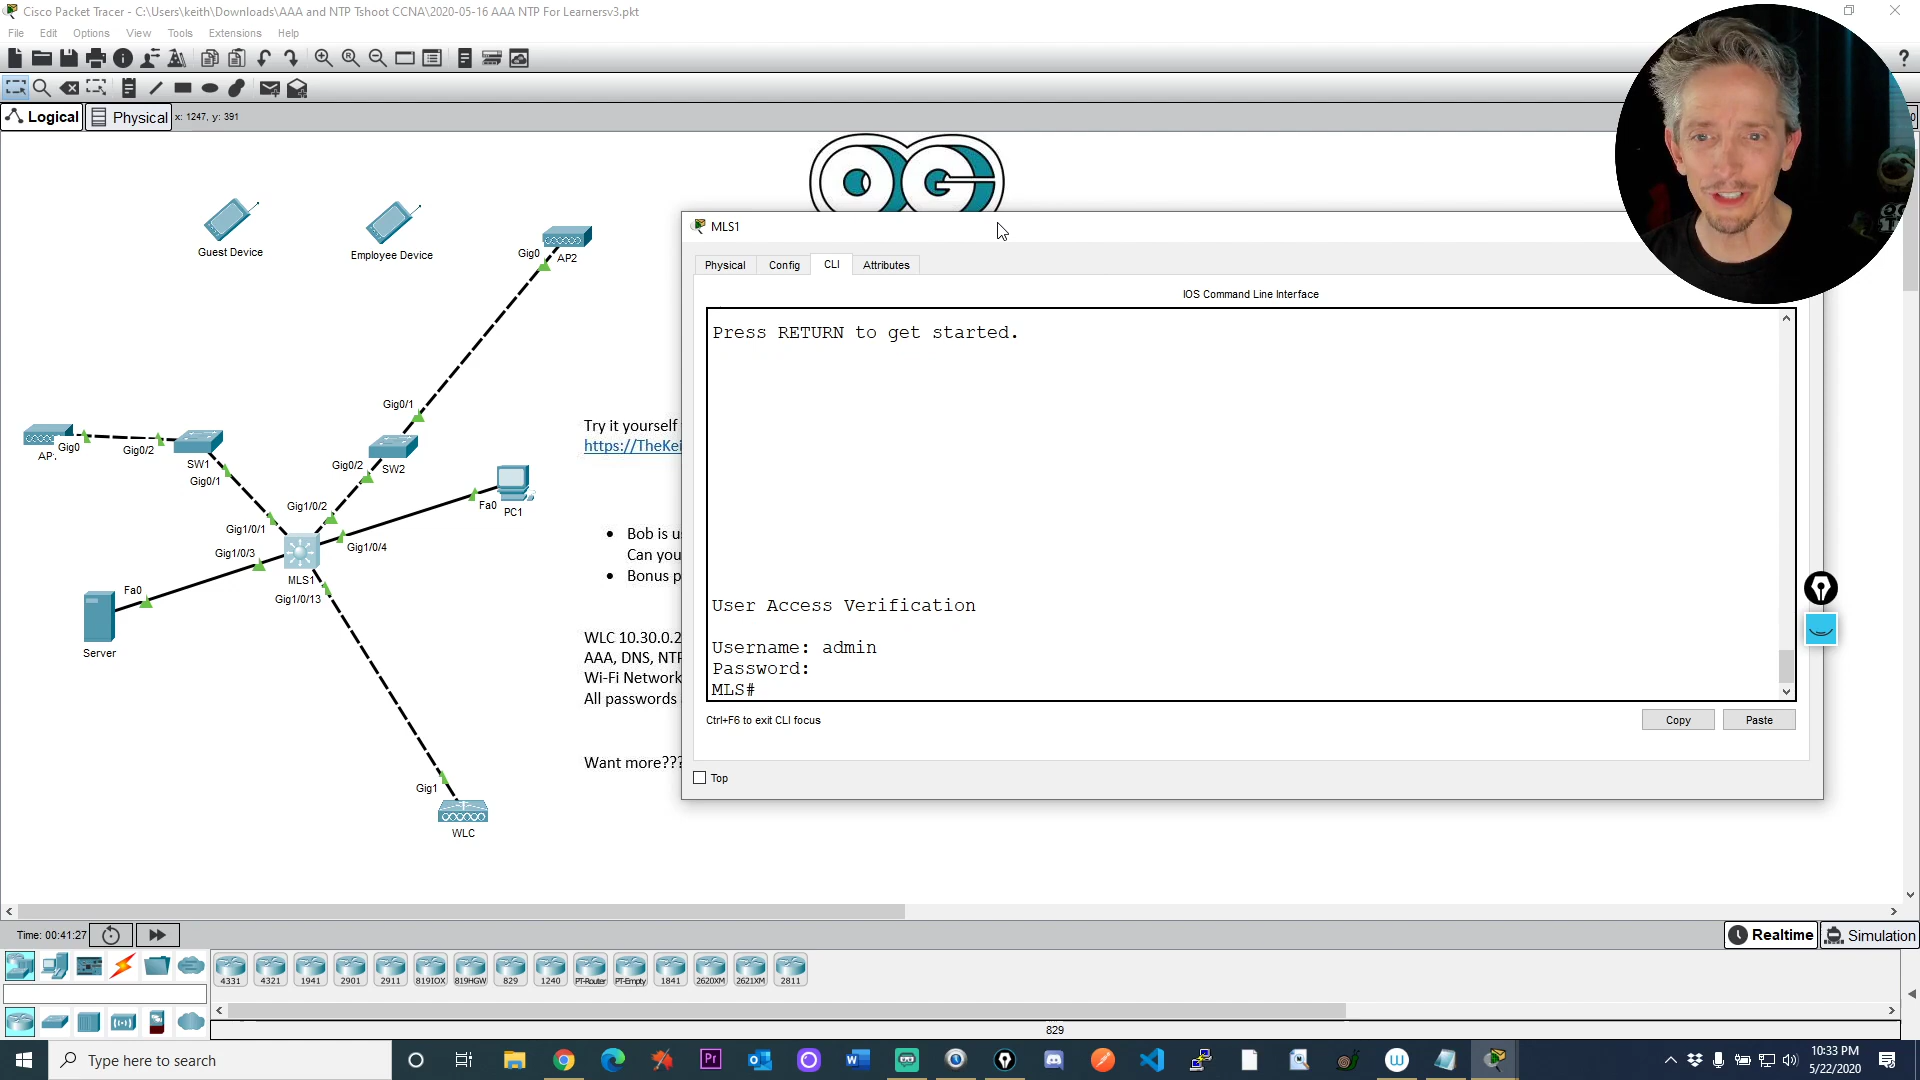 Cisco Packet Tracer - C:\Users\keith\Downloads\AAA and NTP Tshoot CCNA\2020-05-16 AAA NTP For Learnersv3.pkt
File Edit Options View Tools Extensions Help
Logical Physical x: 1247, y: 391
OG
Guest Device
Employee Device
Gig0
AP2
Gig0/1
Gig0
AP
Gig0/2
SW1
Gig0/1
Gig0/2
SW2
Gig1/0/2
Fa0
PC1
Gig1/0/1
Gig1/0/3
Gig1/0/4
MLS1
Gig1/0/13
Fa0
Server
Gig1
WLC
Try it yourself
https://TheKei
Bob is u
Can you
Bonus p
WLC 10.30.0.2
AAA, DNS, NTP
Wi-Fi Network
All passwords
Want more???
MLS1
Physical Config CLI Attributes
IOS Command Line Interface
Press RETURN to get started.
User Access Verification
Username: admin
Password:
MLS#
Ctrl+F6 to exit CLI focus
Copy Paste
Top
Time: 00:41:27
Realtime Simulation
4331 4321 1941 2901 2911 819IOX 819HGW 829 1240 PT-Router PT-Empty 1841 2620XM 2621XM 2811
829
Type here to search
Pr
10:33 PM
5/22/2020